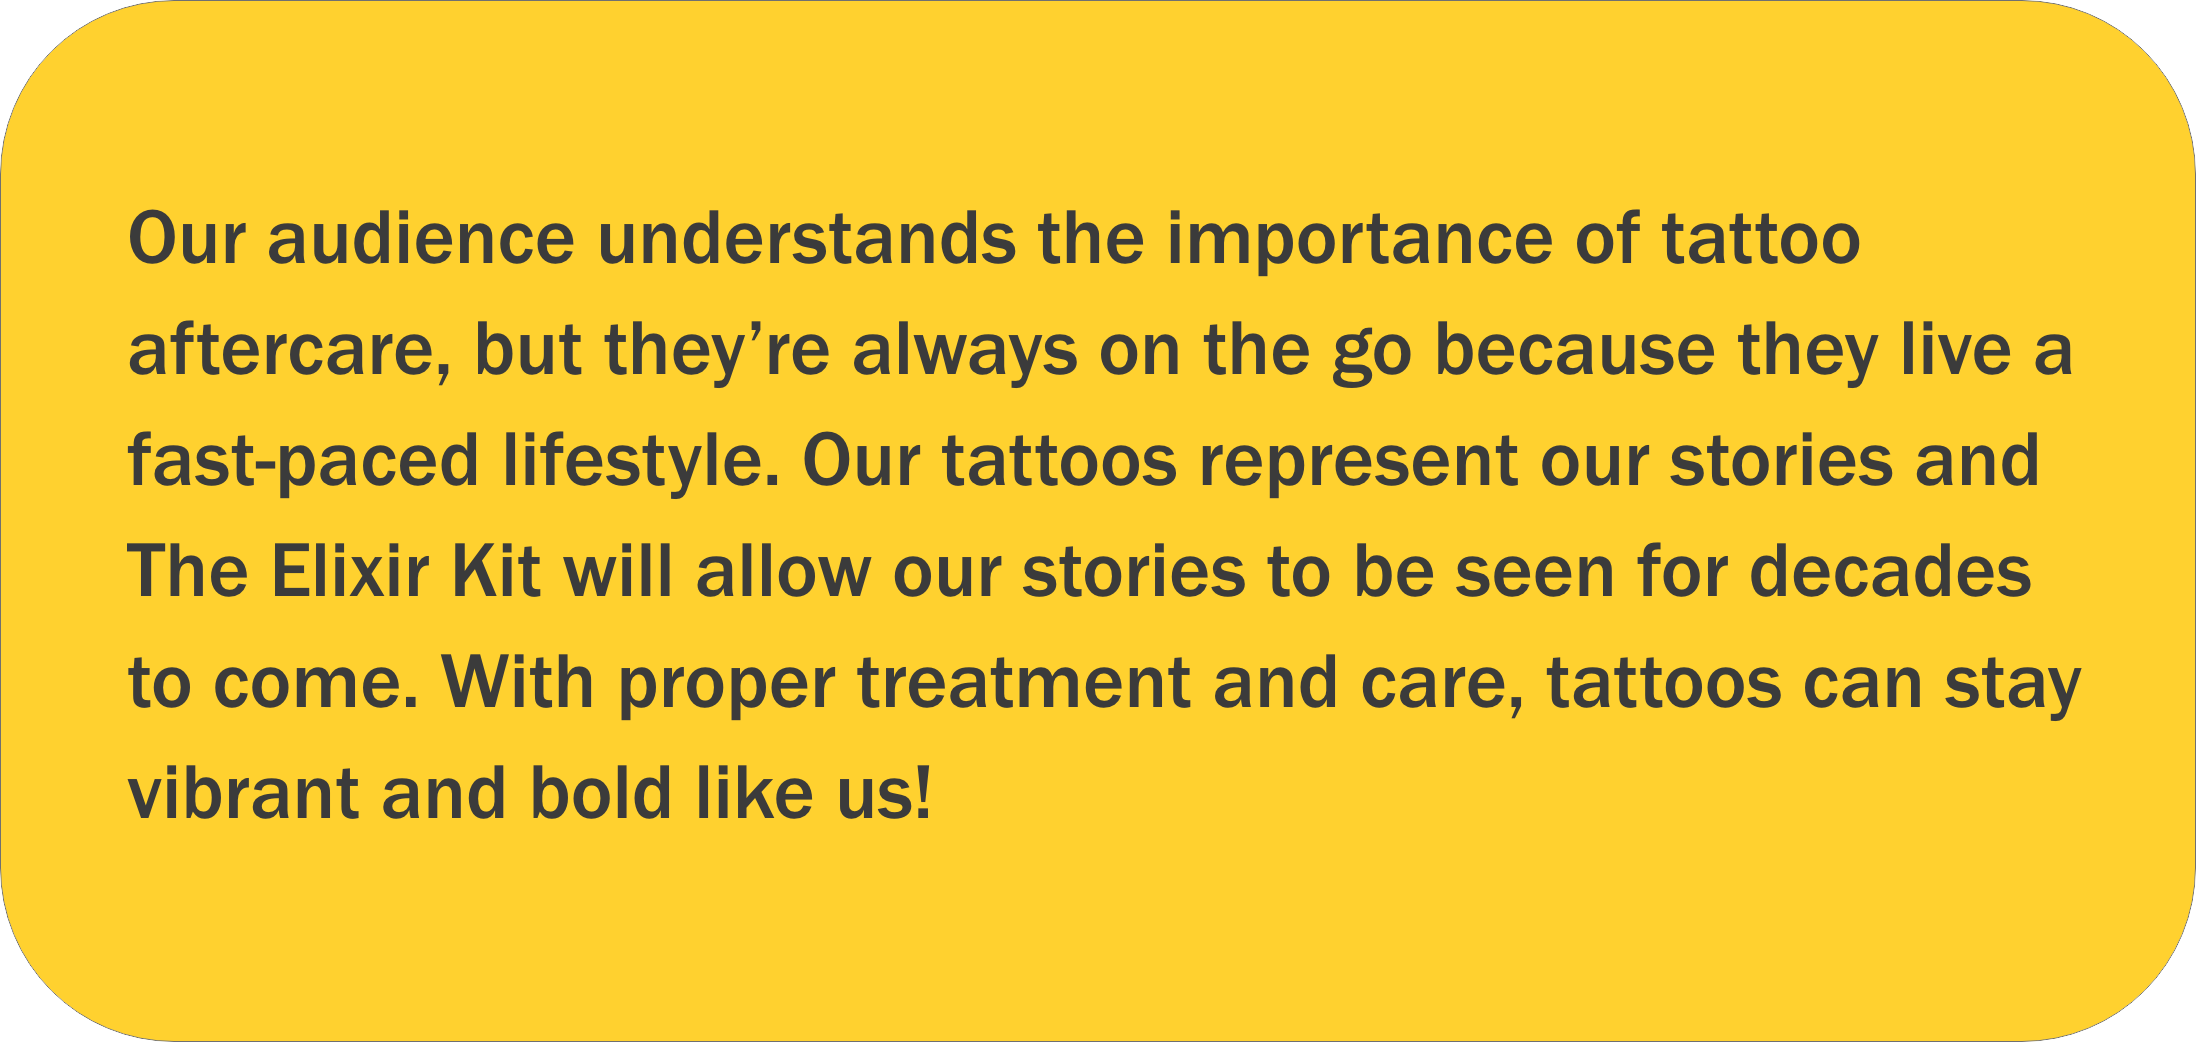 Our audience understands the importance of tattoo
aftercare, but they’re always on the go because they live a
fast-paced lifestyle. Our tattoos represent our stories and
The Elixir Kit will allow our stories to be seen for decades
to come. With proper treatment and care, tattoos can stay
vibrant and bold like us!